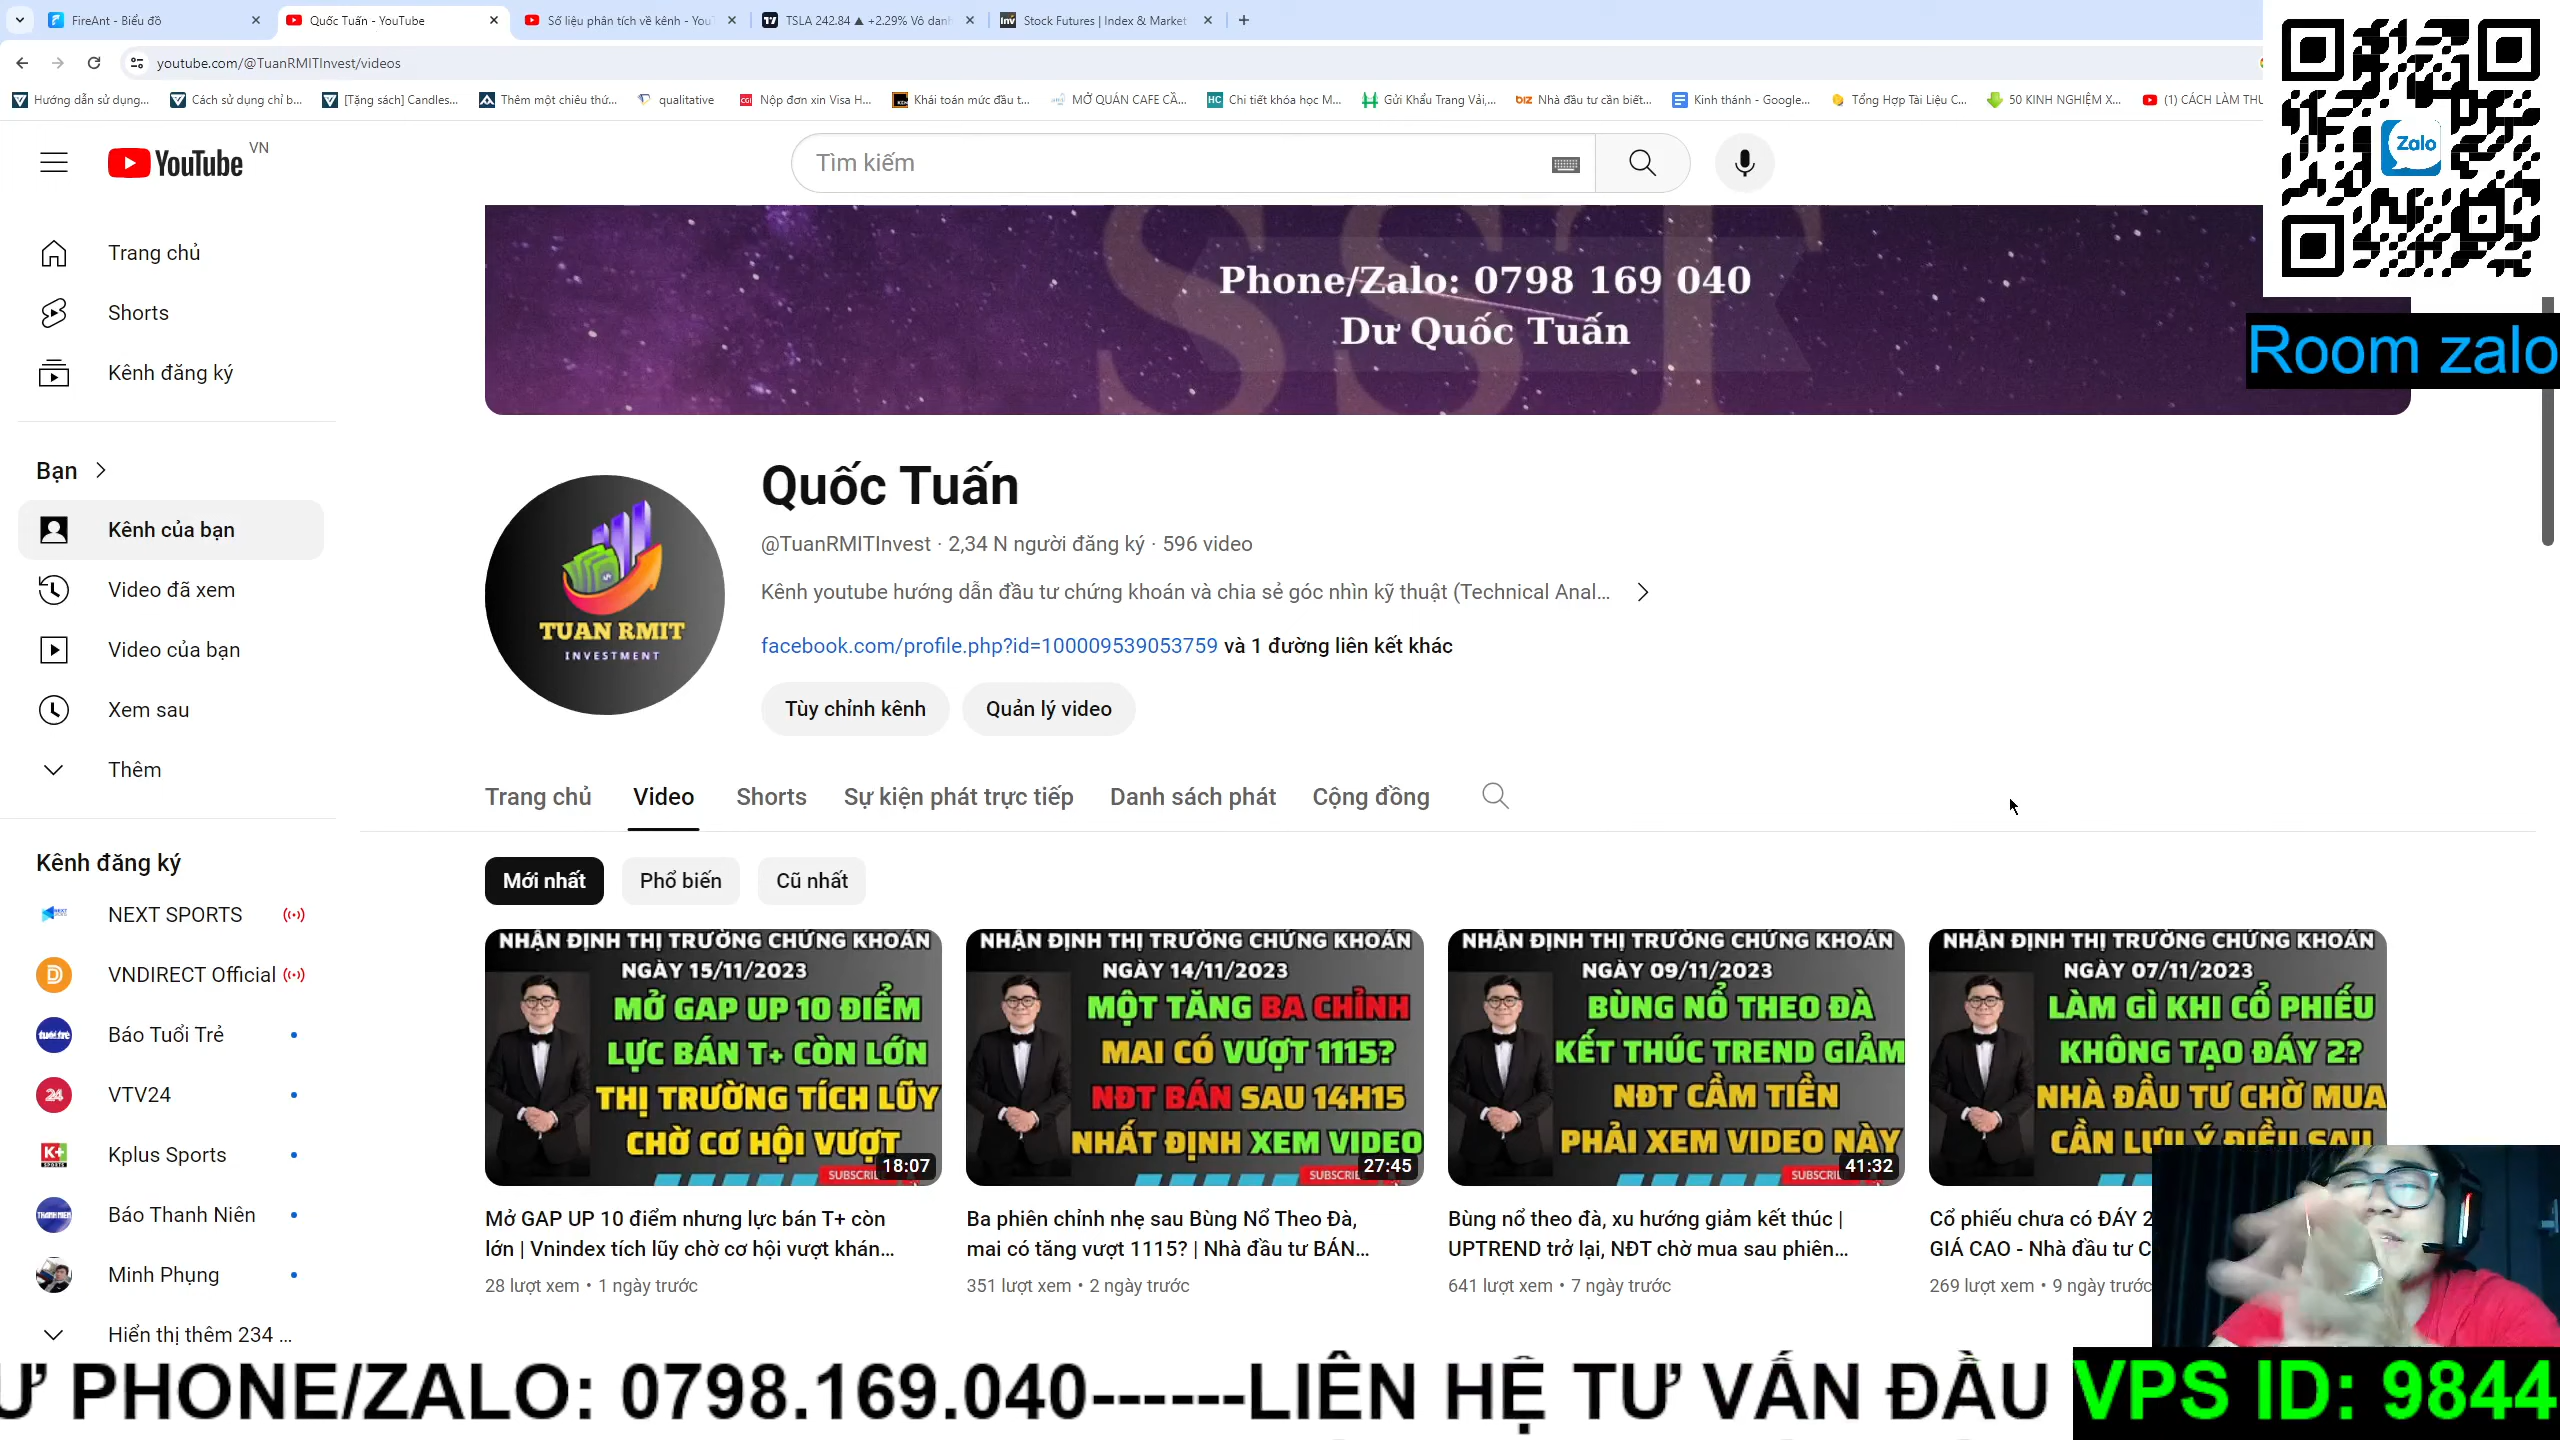 FireAnt - Biểu đồ
Quốc Tuấn - YouTube
Số liệu phân tích về kênh - You
TSLA 242.84 ▲ +2.29% Vô danh
Stock Futures | Index & Market
youtube.com/@TuanRMITInvest/videos
Hướng dẫn sử dụng...
Cách sử dụng chỉ b...
[Tặng sách] Candles...
Thêm một chiêu thứ...
qualitative
Nộp đơn xin Visa H...
Khái toán mức đầu t...
MỞ QUÁN CAFE CẦ...
Chi tiết khóa học M...
Gửi Khẩu Trang Vải,...
Nhà đầu tư cần biết...
Kinh thánh - Google...
Tổng Hợp Tài Liệu C...
50 KINH NGHIỆM X...
(1) CÁCH LÀM THU
YouTube VN
Tìm kiếm
Zalo
Room zalo
Trang chủ
Shorts
Kênh đăng ký
Bạn
Kênh của bạn
Video đã xem
Video của bạn
Xem sau
Thêm
Kênh đăng ký
NEXT SPORTS
VNDIRECT Official
Báo Tuổi Trẻ
VTV24
Kplus Sports
Báo Thanh Niên
Minh Phụng
Hiển thị thêm 234 ...
SST
Phone/Zalo: 0798 169 040
Dư Quốc Tuấn
TUAN RMIT
INVESTMENT
Quốc Tuấn
@TuanRMITInvest · 2,34 N người đăng ký · 596 video
Kênh youtube hướng dẫn đầu tư chứng khoán và chia sẻ góc nhìn kỹ thuật (Technical Anal...
facebook.com/profile.php?id=100009539053759 và 1 đường liên kết khác
Tùy chỉnh kênh
Quản lý video
Trang chủ
Video
Shorts
Sự kiện phát trực tiếp
Danh sách phát
Cộng đồng
Mới nhất
Phổ biến
Cũ nhất
NHẬN ĐỊNH THỊ TRƯỜNG CHỨNG KHOÁN
NGÀY 15/11/2023
MỞ GAP UP 10 ĐIỂM
LỰC BÁN T+ CÒN LỚN
THỊ TRƯỜNG TÍCH LŨY
CHỜ CƠ HỘI VƯỢT
SUBSCRI
18:07
Mở GAP UP 10 điểm nhưng lực bán T+ còn
lớn | Vnindex tích lũy chờ cơ hội vượt khán...
28 lượt xem • 1 ngày trước
NHẬN ĐỊNH THỊ TRƯỜNG CHỨNG KHOÁN
NGÀY 14/11/2023
MỘT TĂNG BA CHỈNH
MAI CÓ VƯỢT 1115?
NĐT BÁN SAU 14H15
NHẤT ĐỊNH XEM VIDEO
SUBSCRI
27:45
Ba phiên chỉnh nhẹ sau Bùng Nổ Theo Đà,
mai có tăng vượt 1115? | Nhà đầu tư BÁN...
351 lượt xem • 2 ngày trước
NHẬN ĐỊNH THỊ TRƯỜNG CHỨNG KHOÁN
NGÀY 09/11/2023
BÙNG NỔ THEO ĐÀ
KẾT THÚC TREND GIẢM
NĐT CẦM TIỀN
PHẢI XEM VIDEO NÀY
SUBSCRI
41:32
Bùng nổ theo đà, xu hướng giảm kết thúc |
UPTREND trở lại, NĐT chờ mua sau phiên...
641 lượt xem • 7 ngày trước
NHẬN ĐỊNH THỊ TRƯỜNG CHỨNG KHOÁN
NGÀY 07/11/2023
LÀM GÌ KHI CỔ PHIẾU
KHÔNG TẠO ĐÁY 2?
NHÀ ĐẦU TƯ CHỜ MUA
CẦN LƯU Ý ĐIỀU SAU
Cổ phiếu chưa có ĐÁY 2
GIÁ CAO - Nhà đầu tư C
269 lượt xem • 9 ngày trước
Ư PHONE/ZALO: 0798.169.040------LIÊN HỆ TƯ VẤN ĐẦU
VPS ID: 9844